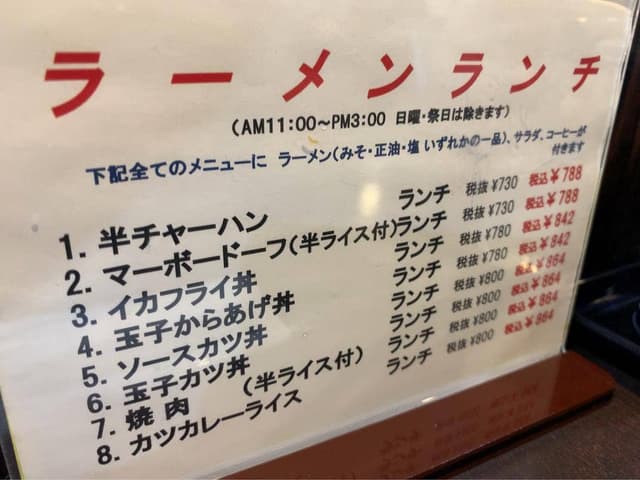 ラーメンランチ
(AM11:00～PM3:00 日曜・祭日は除きます)
下記全てのメニューに ラーメン(みそ・正油・塩 いずれかの一品)、サラダ、コーヒーが
付きます
1. 半チャーハン ランチ 税抜 ¥730 税込¥788
2. マーボードーフ(半ライス付)ランチ 税抜 ¥730 税込¥788
3. イカフライ丼 ランチ 税抜 ¥780 税込¥842
4. 玉子からあげ丼 ランチ 税抜 ¥780 税込¥842
5. ソースカツ丼 ランチ 税抜 ¥800 税込¥864
6. 玉子カツ丼 ランチ 税抜 ¥800 税込¥864
7. 焼肉 (半ライス付) ランチ 税抜 ¥800 税込¥864
8. カツカレーライス ランチ 税抜 ¥800 税込¥864